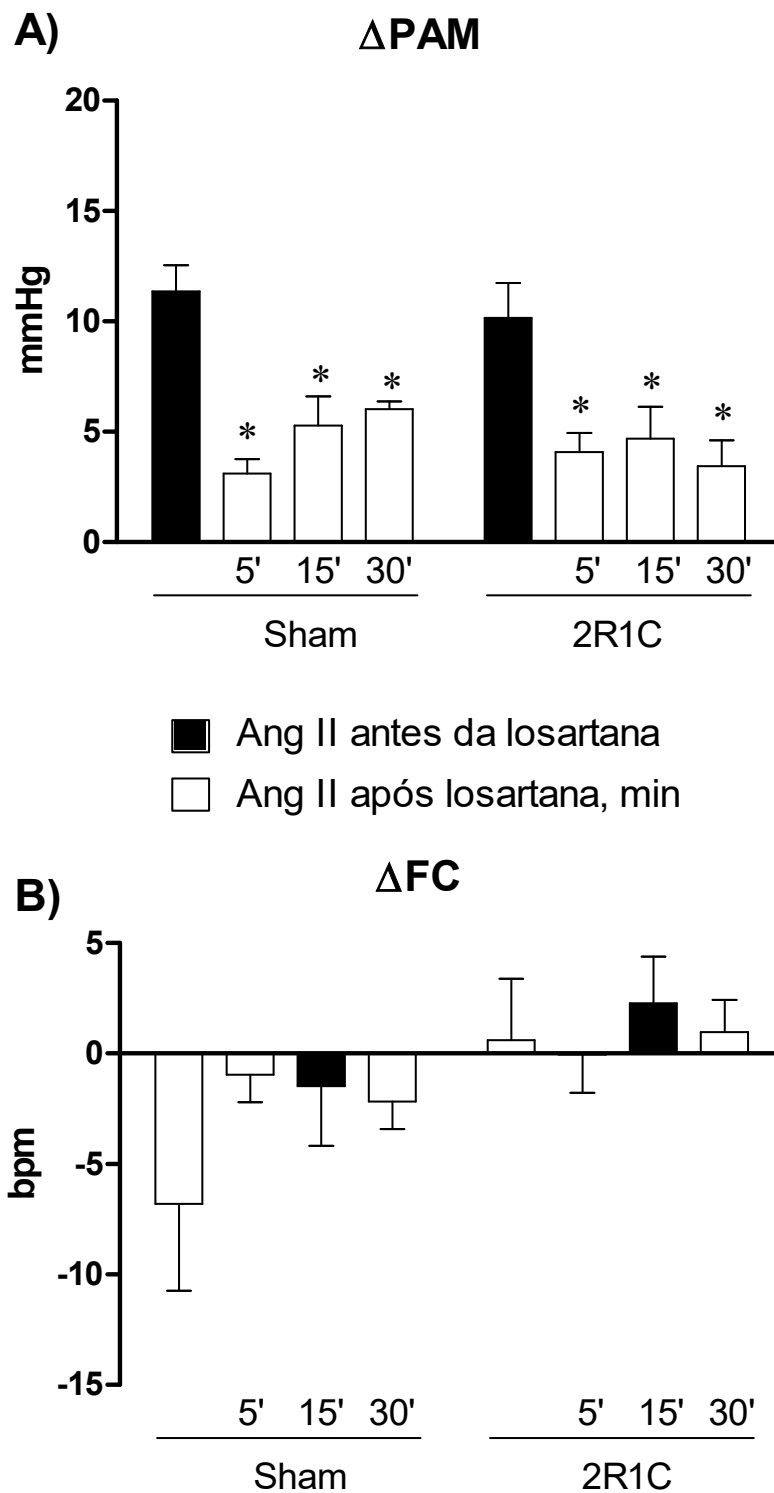 A)
ΔPAM
20
15
10
5
0
mmHg
* * * * * *
5' 15' 30' 5' 15' 30'
Sham 2R1C
Ang II antes da losartana
Ang II após losartana, min
B)
ΔFC
5
0
-5
-10
-15
bpm
5' 15' 30' 5' 15' 30'
Sham 2R1C